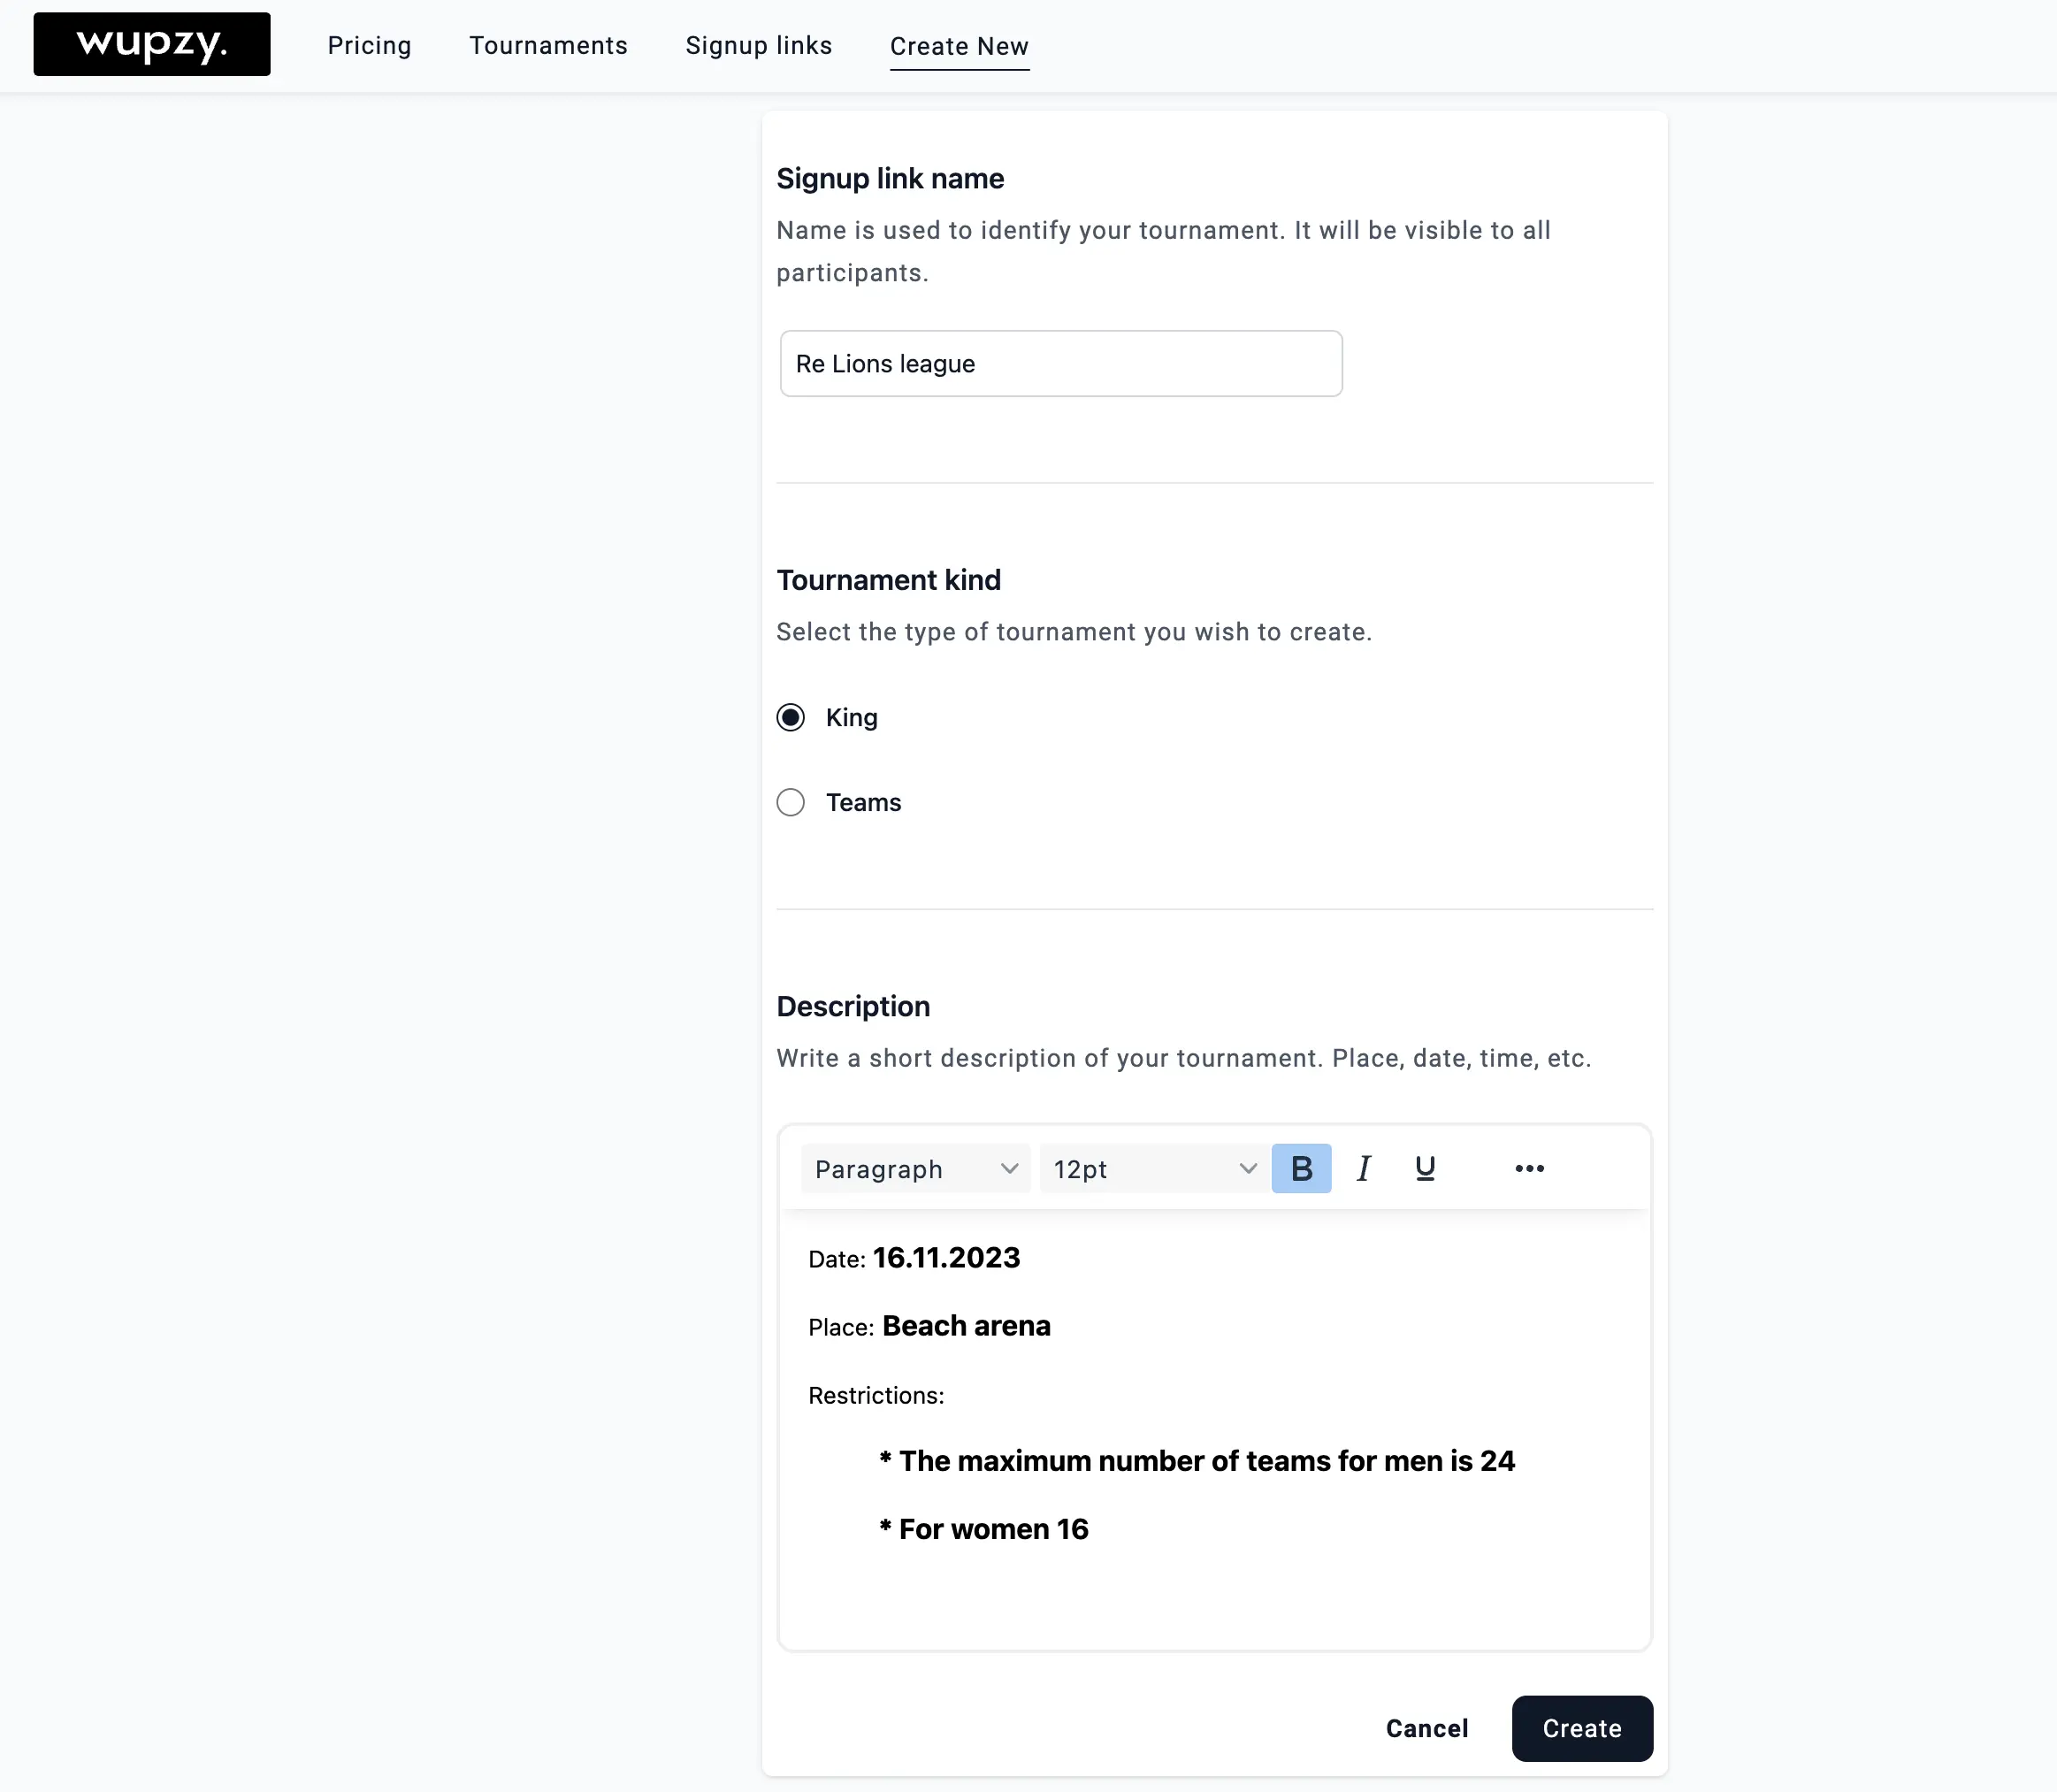 wupzy.
Pricing Tournaments Signup links Create New
Signup link name
Name is used to identify your tournament. It will be visible to all
participants.
Re Lions league
Tournament kind
Select the type of tournament you wish to create.
King
Teams
Description
Write a short description of your tournament. Place, date, time, etc.
Paragraph 12pt B I U
Date: 16.11.2023
Place: Beach arena
Restrictions:
* The maximum number of teams for men is 24
* For women 16
Cancel Create